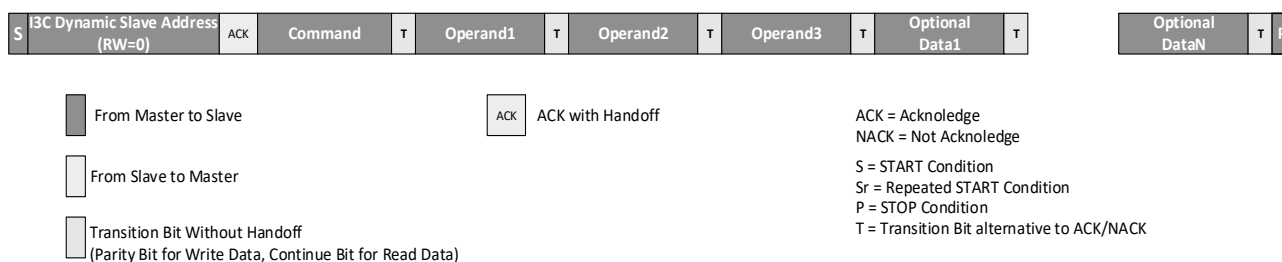 S I3C Dynamic Slave Address (RW=0) ACK Command T Operand1 T Operand2 T Operand3 T Optional Data1 T Optional DataN T P
From Master to Slave
ACK ACK with Handoff
ACK = Acknoledge
NACK = Not Acknoledge
From Slave to Master
S = START Condition
Sr = Repeated START Condition
P = STOP Condition
T = Transition Bit alternative to ACK/NACK
Transition Bit Without Handoff
(Parity Bit for Write Data, Continue Bit for Read Data)